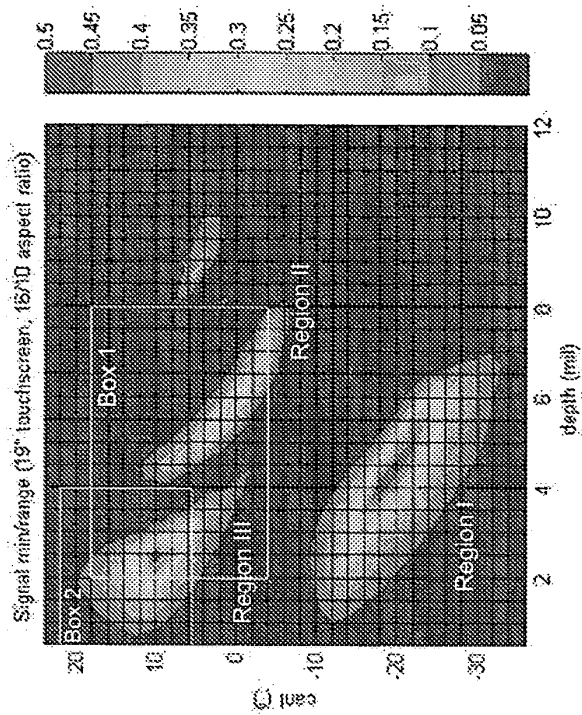 Signal min/range (19" touchscreen, 16/10 aspect ratio)
0.5
0.45
0.4
0.35
0.3
0.25
0.2
0.15
0.1
0.05
Box 2
Box 1
Region III
Region II
Region I
20
10
0
-10
-20
-30
cant (°)
2
4
6
8
10
12
depth (mil)